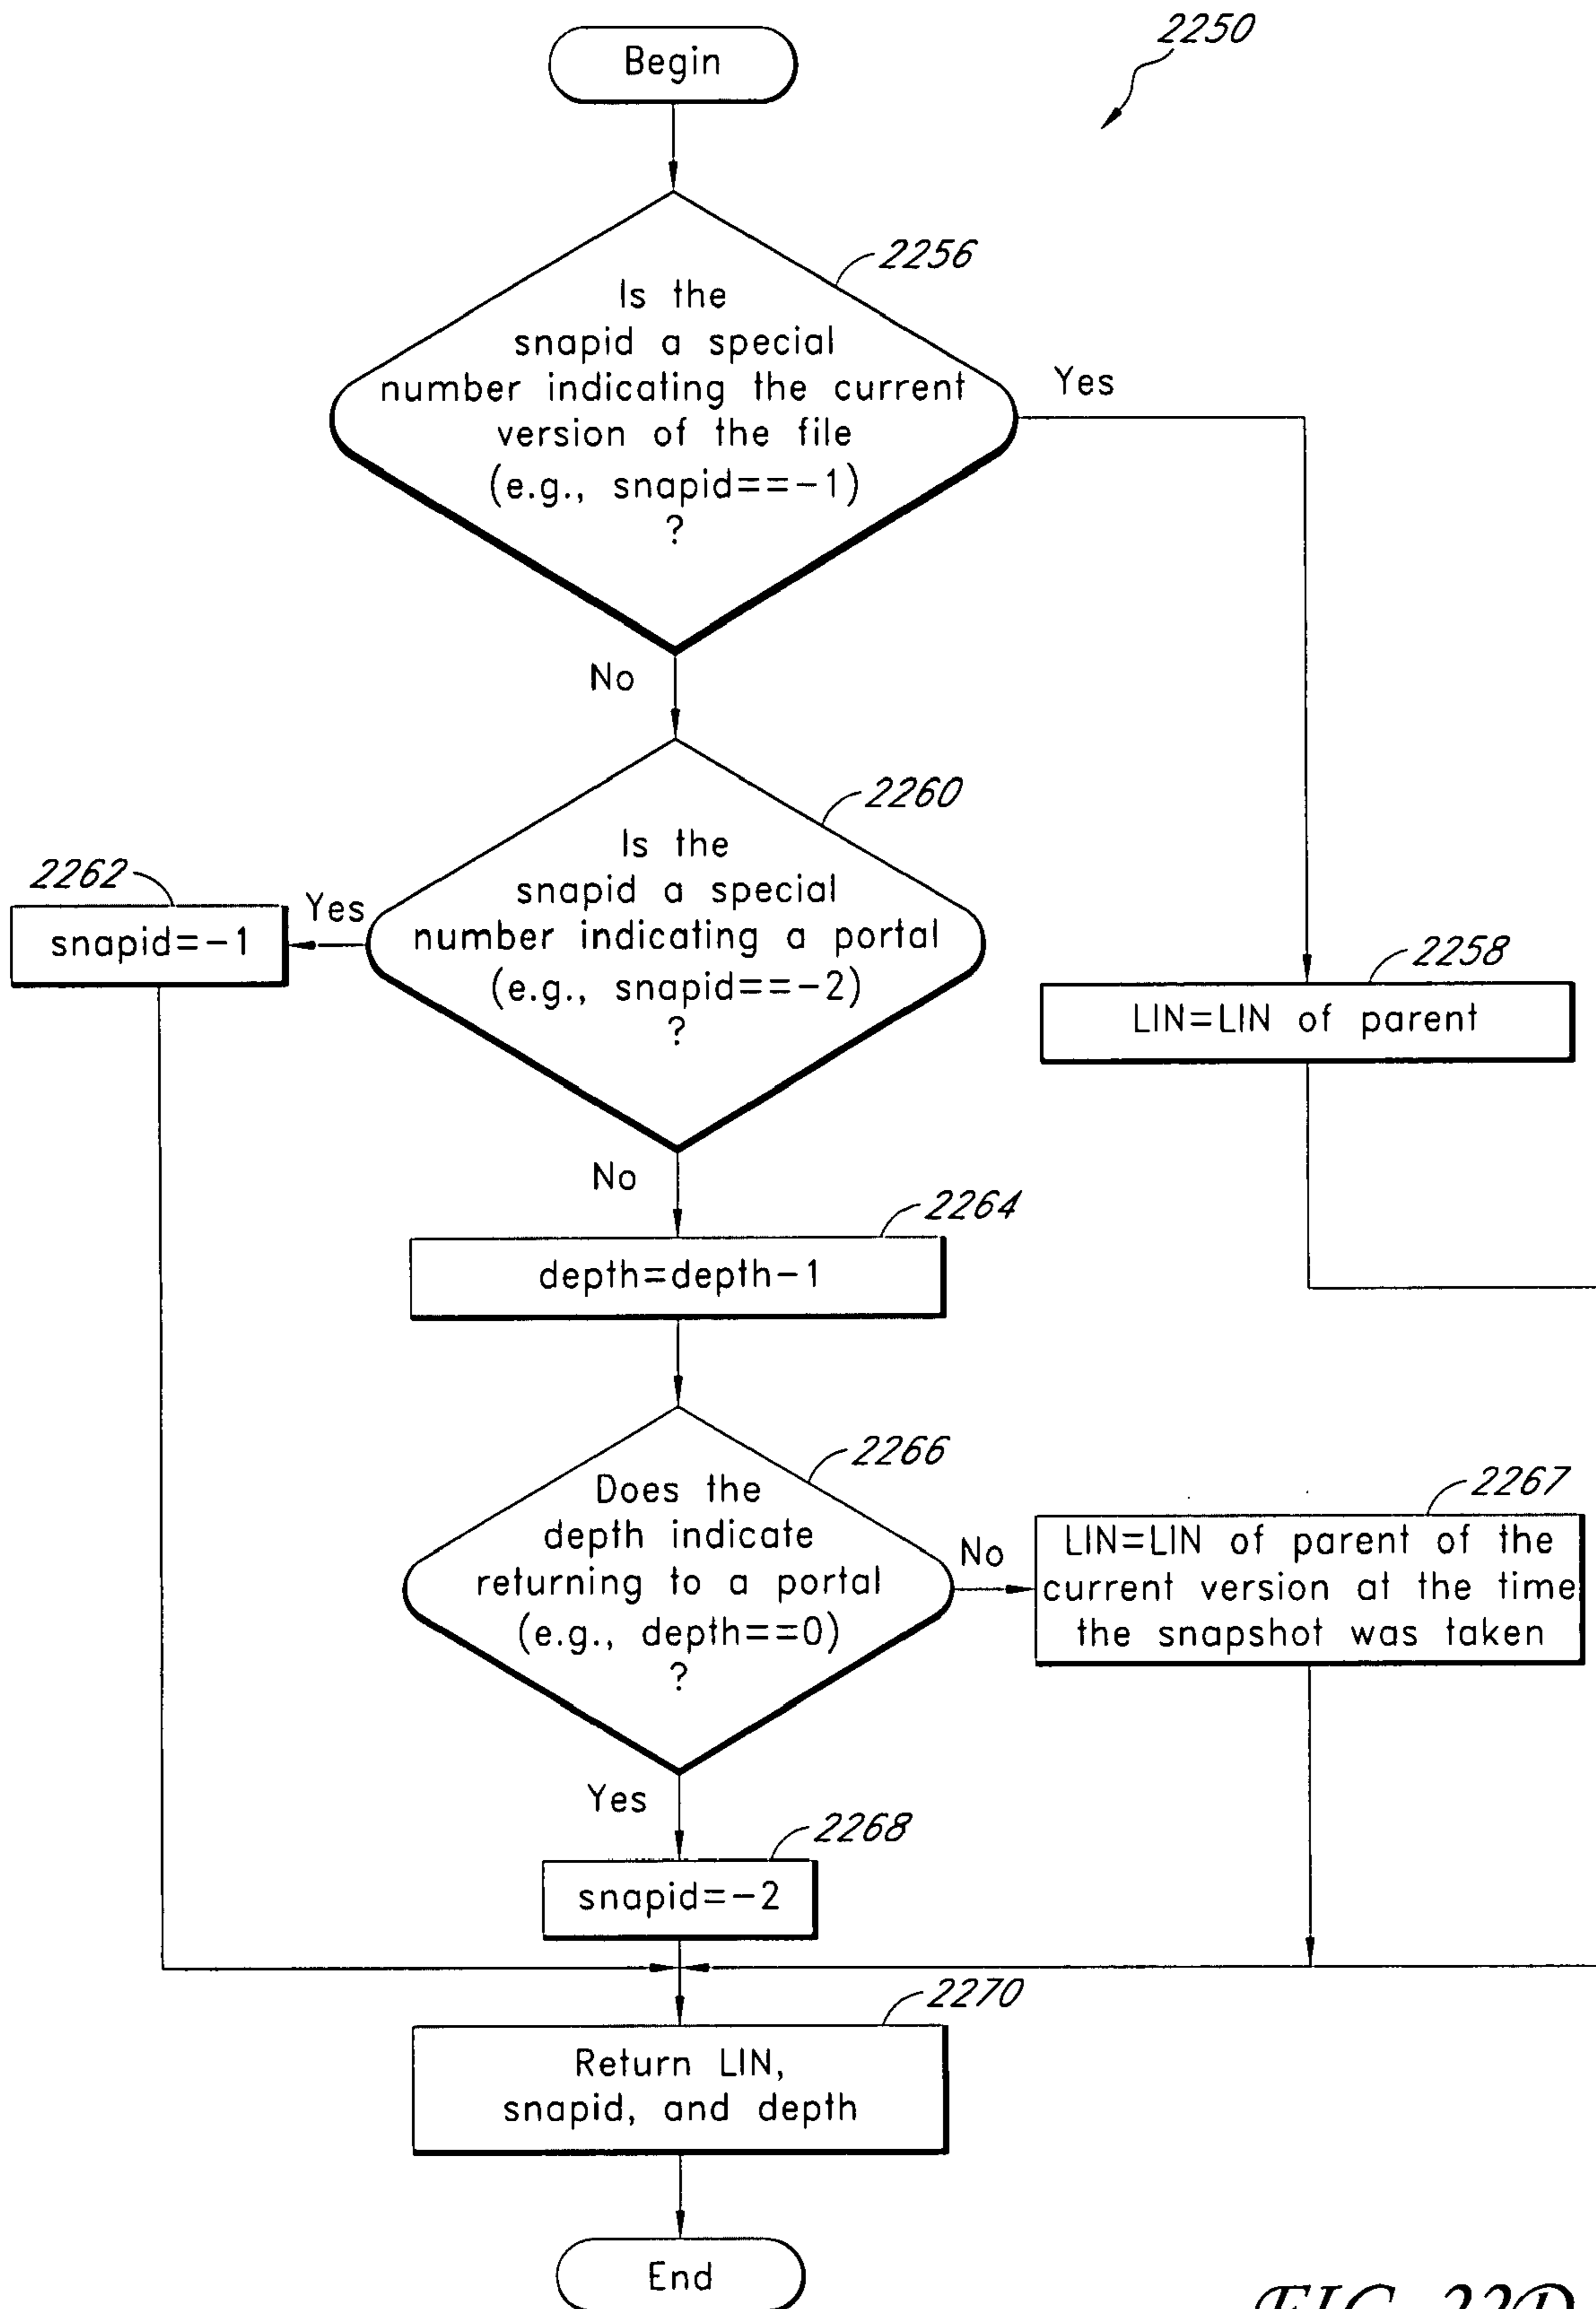 Begin
2250
2256
Is the
snapid a special
number indicating the current
version of the file
(e.g., snapid==-1)
?
Yes
No
2260
Is the
snapid a special
number indicating a portal
(e.g., snapid==-2)
?
2262
Yes
snapid=-1
2258
LIN=LIN of parent
No
2264
depth=depth-1
2266
Does the
depth indicate
returning to a portal
(e.g., depth==0)
?
No
2267
LIN=LIN of parent of the
current version at the time
the snapshot was taken
Yes
2268
snapid=-2
2270
Return LIN,
snapid, and depth
End
FIG. 22D